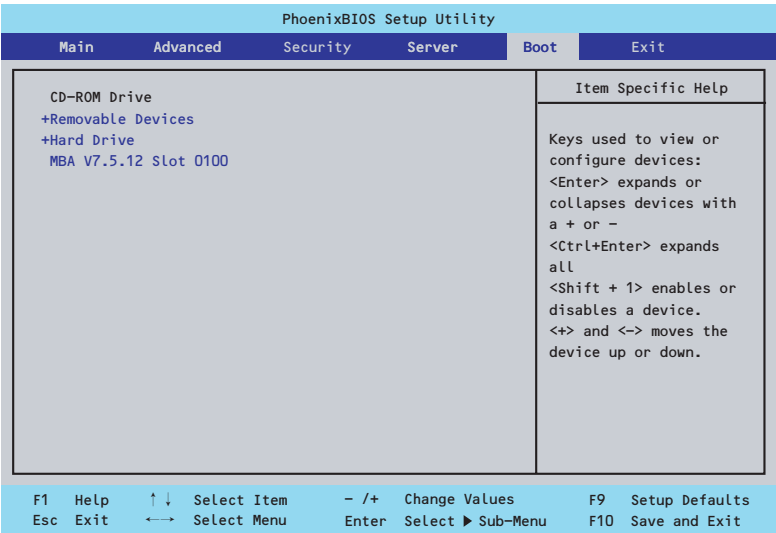 PhoenixBIOS Setup Utility
Main Advanced Security Server Boot Exit
CD-ROM Drive
+Removable Devices
+Hard Drive
MBA V7.5.12 Slot 0100
Item Specific Help
Keys used to view or
configure devices:
<Enter> expands or
collapses devices with
a + or -
<Ctrl+Enter> expands
all
<Shift + 1> enables or
disables a device.
<+> and <-> moves the
device up or down.
F1 Help ↑↓ Select Item - /+ Change Values F9 Setup Defaults
Esc Exit ←→ Select Menu Enter Select ▶ Sub-Menu F10 Save and Exit